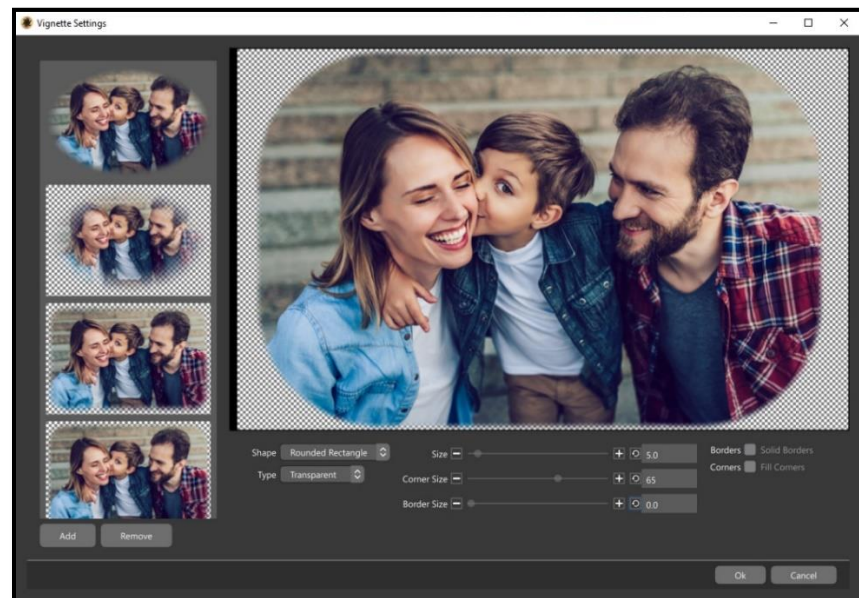 Vignette Settings
Shape Rounded Rectangle Size 5.0 Borders Solid Borders
Type Transparent Corner Size 65 Corners Fill Corners
Border Size 0.0
Add Remove
Ok Cancel